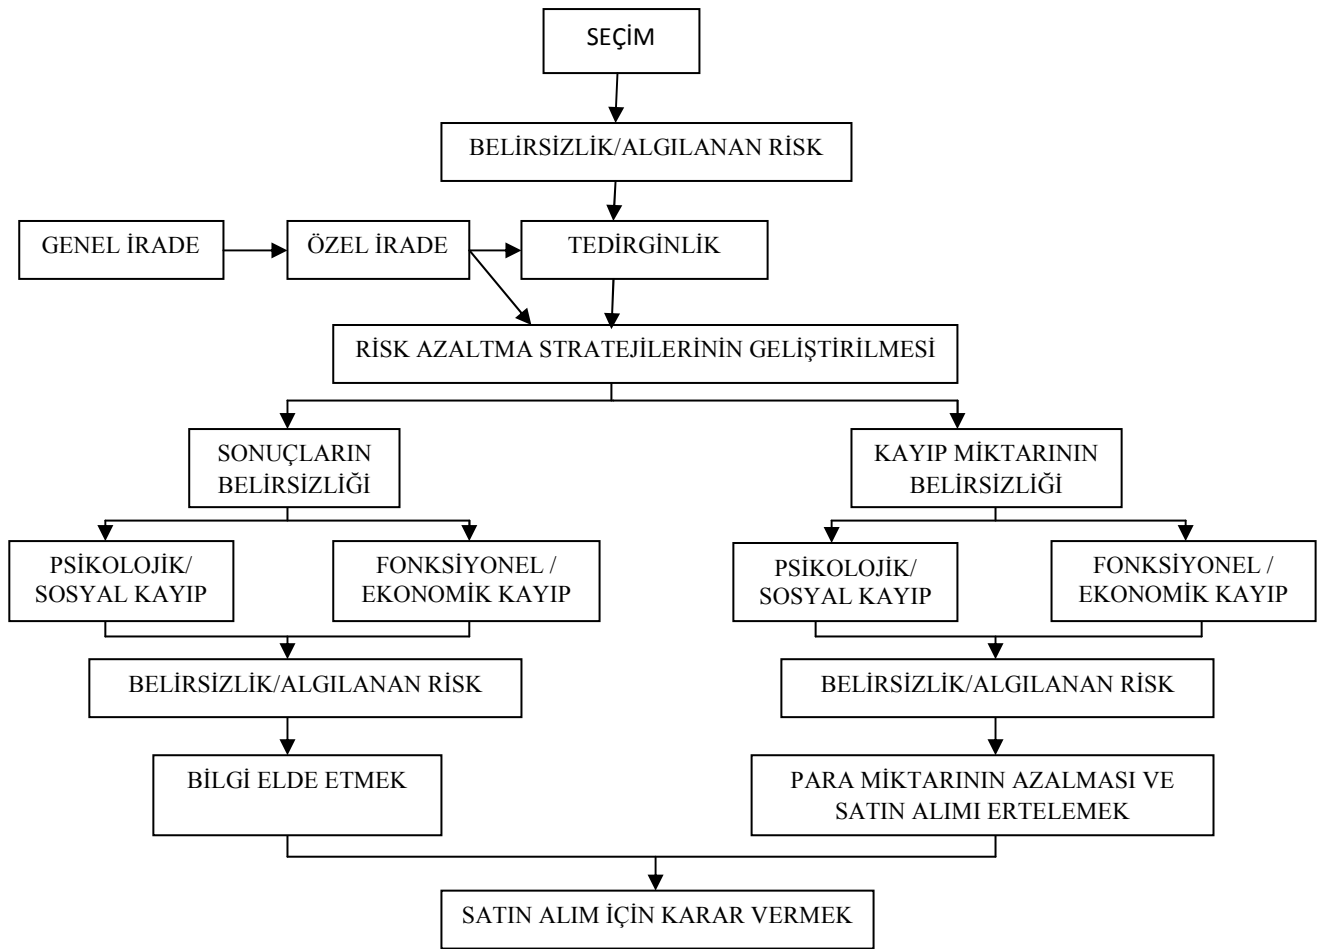 SEÇİM
BELİRSİZLİK/ALGILANAN RİSK
GENEL İRADE
ÖZEL İRADE
TEDİRGİNLİK
RİSK AZALTMA STRATEJİLERİNİN GELİŞTİRİLMESİ
SONUÇLARIN
BELİRSİZLİĞİ
KAYIP MİKTARININ
BELİRSİZLİĞİ
PSİKOLOJİK/
SOSYAL KAYIP
FONKSİYONEL /
EKONOMİK KAYIP
PSİKOLOJİK/
SOSYAL KAYIP
FONKSİYONEL /
EKONOMİK KAYIP
BELİRSİZLİK/ALGILANAN RİSK
BELİRSİZLİK/ALGILANAN RİSK
BİLGİ ELDE ETMEK
PARA MİKTARININ AZALMASI VE
SATIN ALIMI ERTELEMEK
SATIN ALIM İÇİN KARAR VERMEK